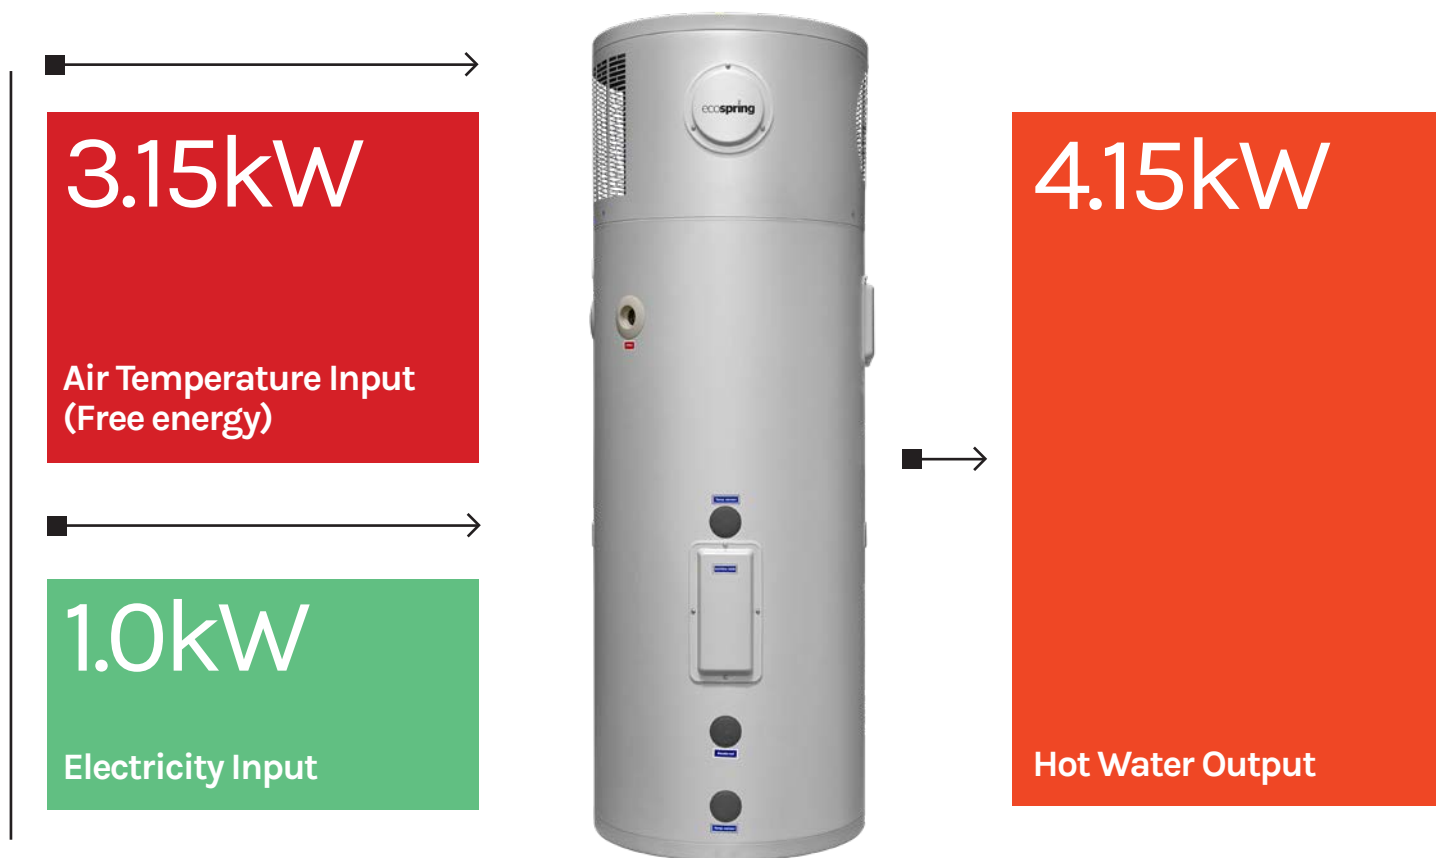 3.15kW
Air Temperature Input
(Free energy)
1.0kW
Electricity Input
ecospring
4.15kW
Hot Water Output